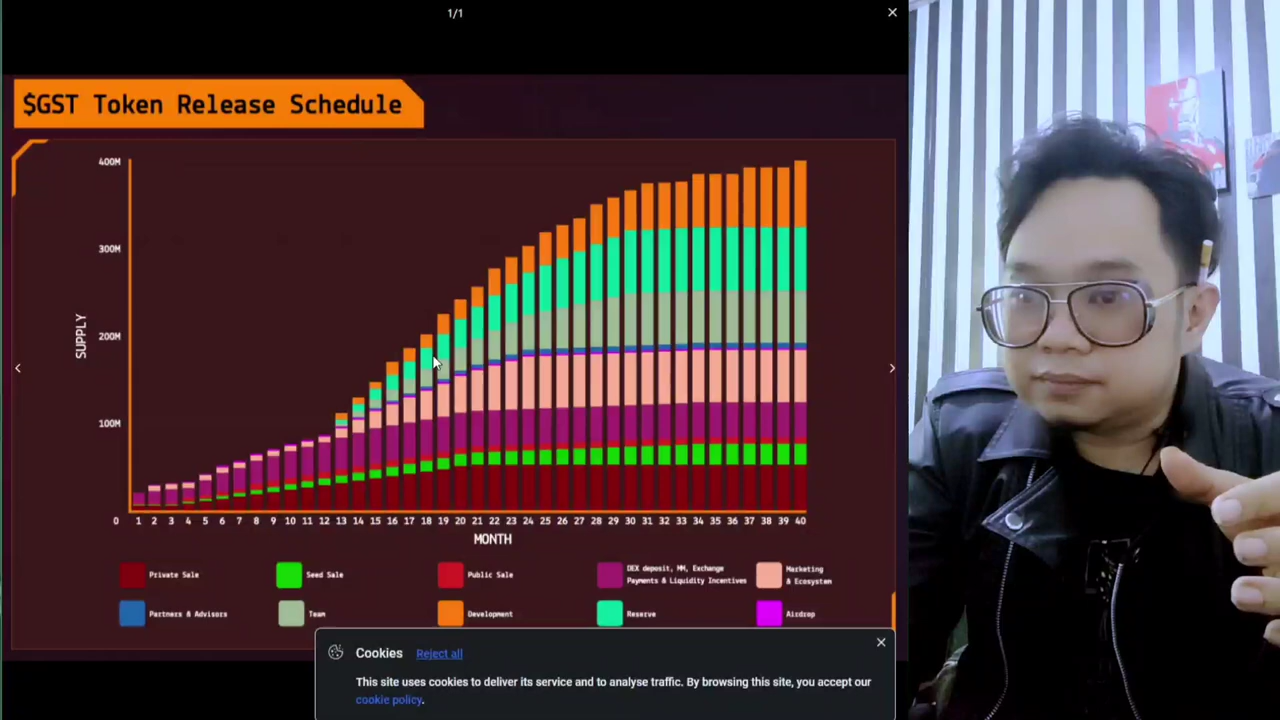 1/1
$GST Token Release Schedule
400M
300M
200M
100M
0
SUPPLY
1 2 3 4 5 6 7 8 9 10 11 12 13 14 15 16 17 18 19 20 21 22 23 24 25 26 27 28 29 30 31 32 33 34 35 36 37 38 39 40
MONTH
Private Sale
Seed Sale
Public Sale
DEX deposit, MM, Exchange
Payments & Liquidity Incentives
Marketing
& Ecosystem
Partners & Advisors
Team
Development
Reserve
Airdrop
Cookies Reject all
This site uses cookies to deliver its service and to analyse traffic. By browsing this site, you accept our
cookie policy.